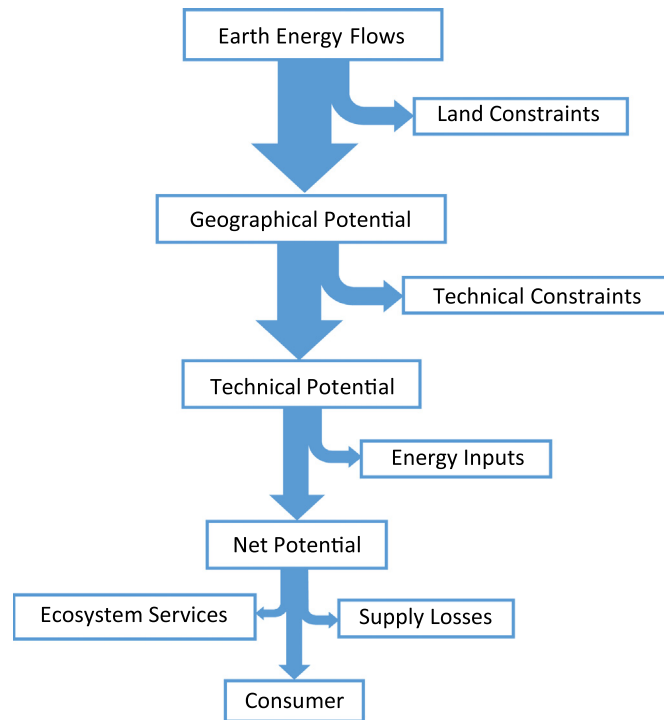 Earth Energy Flows
Land Constraints
Geographical Potential
Technical Constraints
Technical Potential
Energy Inputs
Net Potential
Ecosystem Services
Supply Losses
Consumer